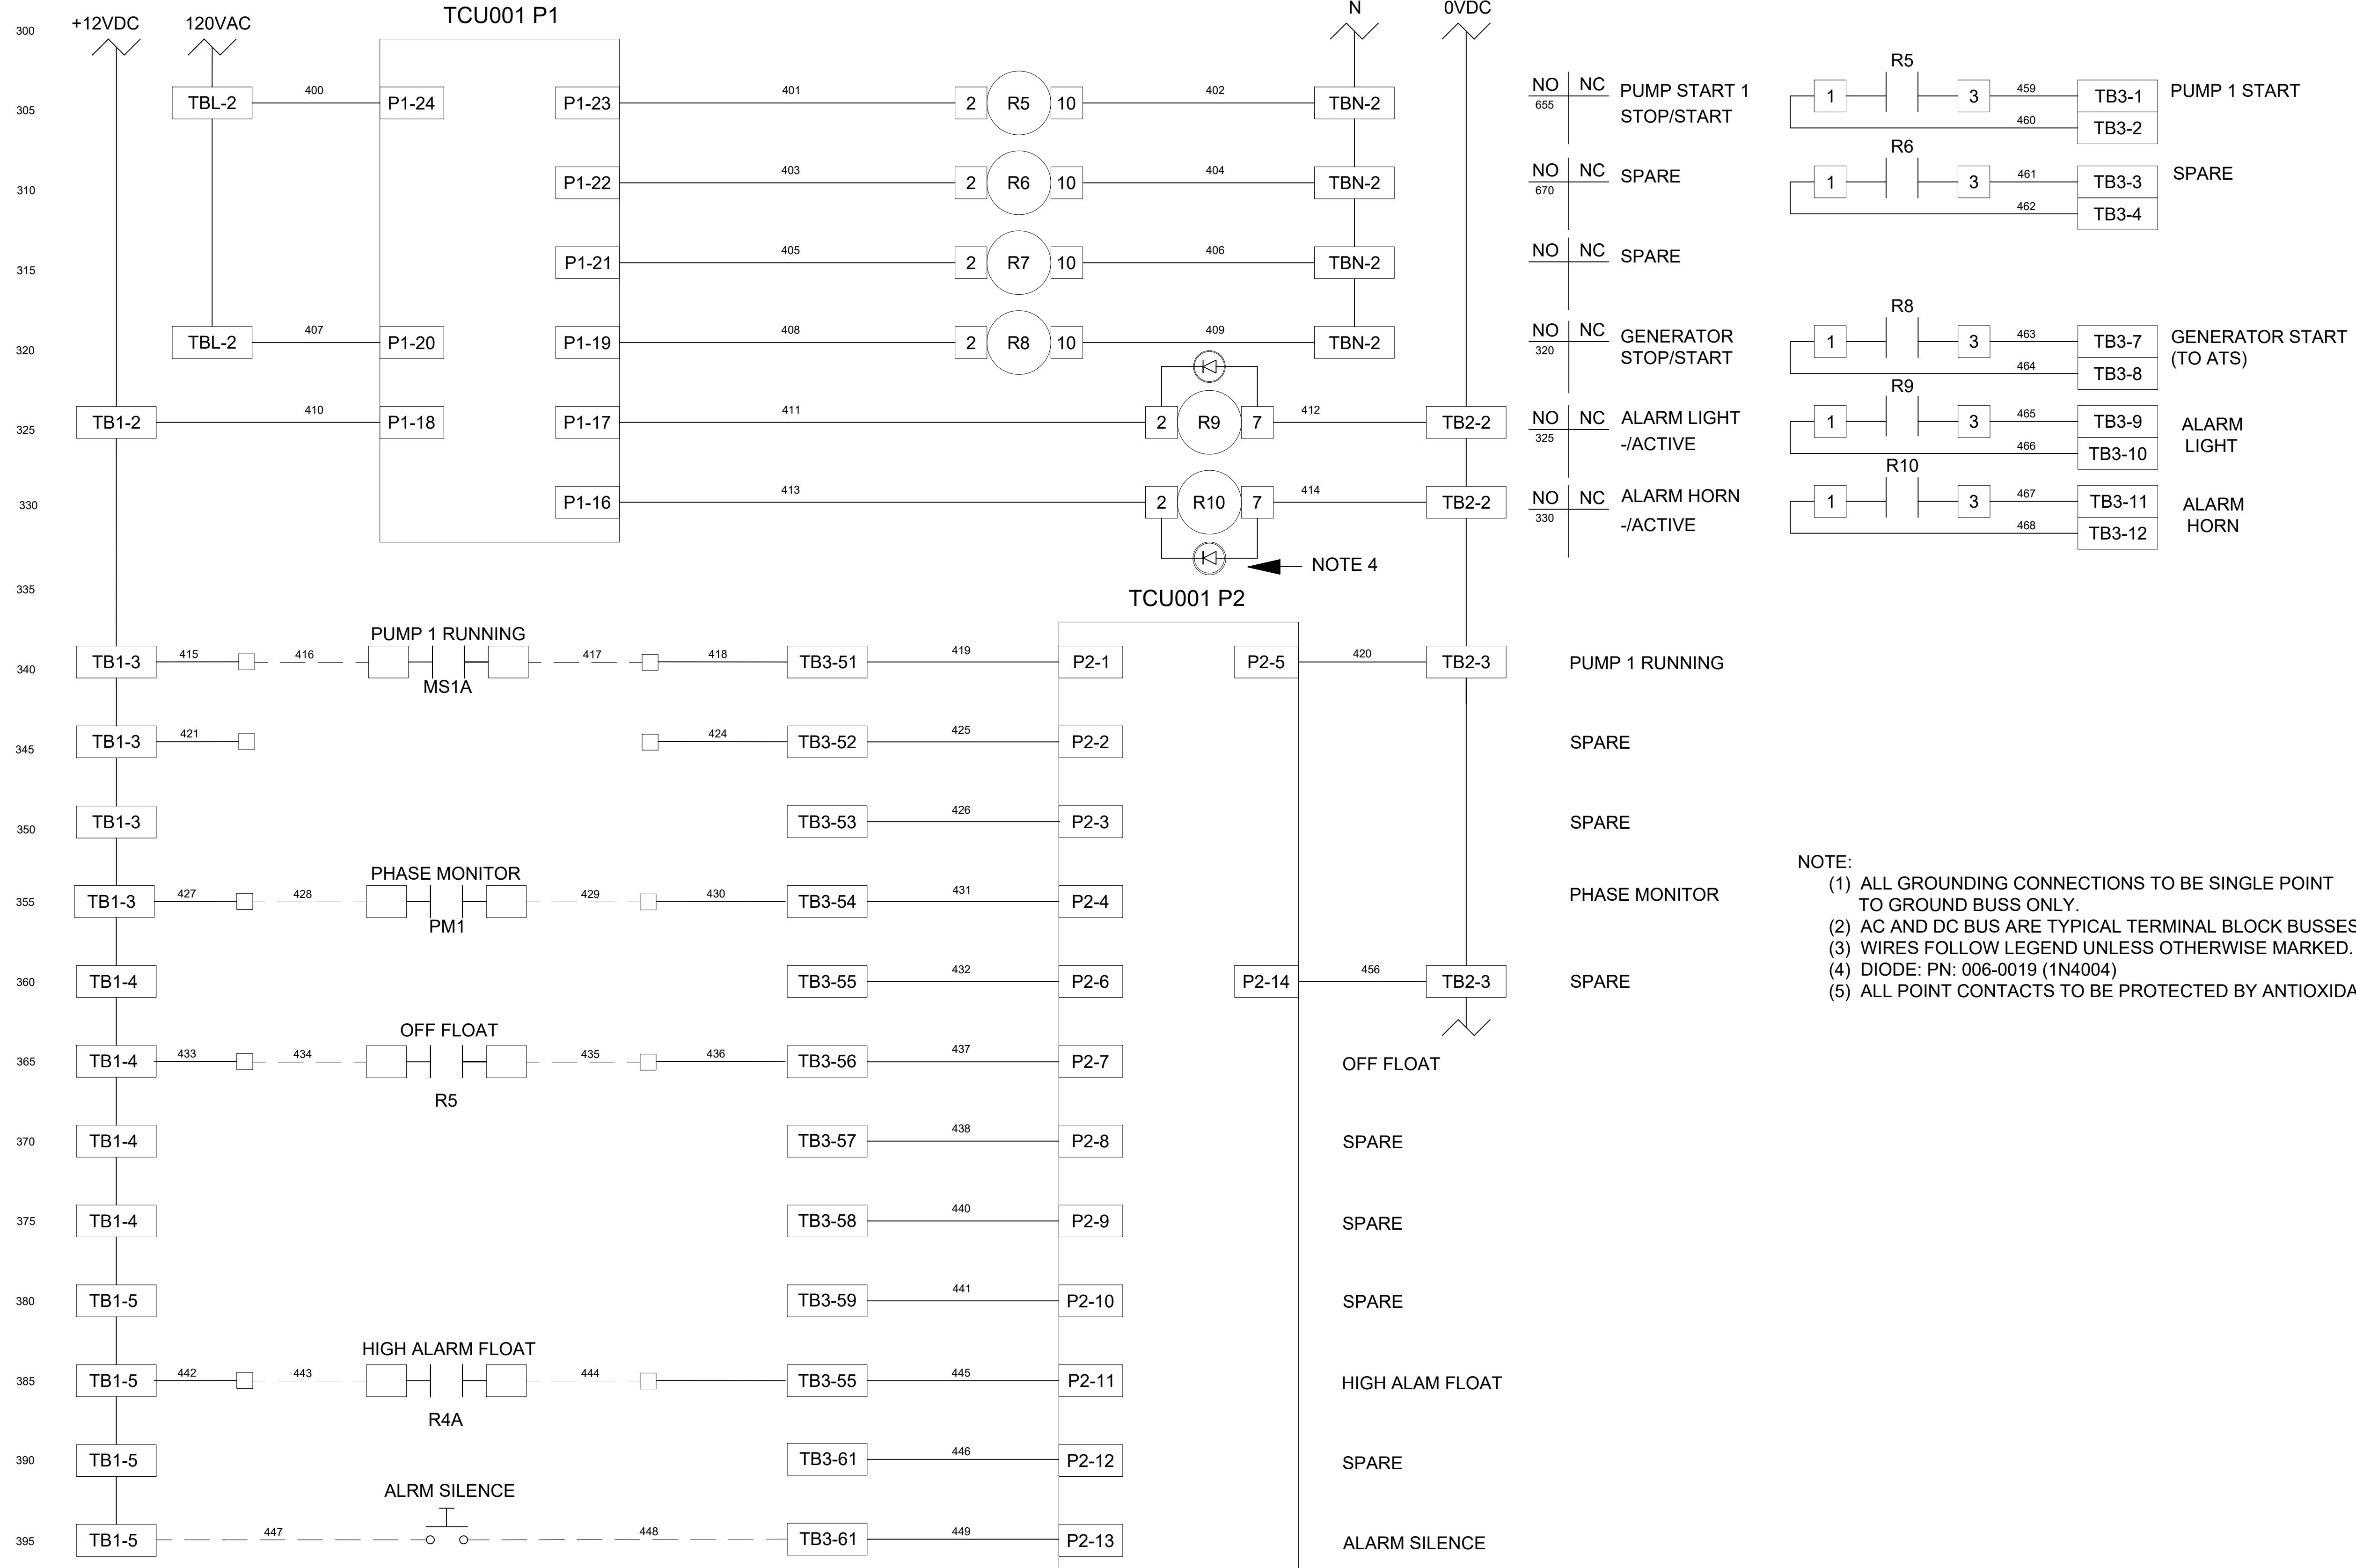 TCU001 P1
N
0VDC
300
+12VDC
120VAC
R5
305
TBL-2
400
P1-24
P1-23
401
2
R5
10
402
TBN-2
NO
NC
655
PUMP START 1
STOP/START
1
3
459
TB3-1
PUMP 1 START
460
TB3-2
R6
310
P1-22
403
2
R6
10
404
TBN-2
NO
NC
670
SPARE
1
3
461
TB3-3
SPARE
462
TB3-4
315
P1-21
405
2
R7
10
406
TBN-2
NO
NC
SPARE
R8
320
TBL-2
407
P1-20
P1-19
408
2
R8
10
409
TBN-2
NO
NC
320
GENERATOR
STOP/START
1
3
463
TB3-7
GENERATOR START
(TO ATS)
464
TB3-8
R9
325
TB1-2
410
P1-18
P1-17
411
2
R9
7
412
TB2-2
NO
NC
325
ALARM LIGHT
-/ACTIVE
1
3
465
TB3-9
ALARM
LIGHT
466
TB3-10
R10
330
P1-16
413
2
R10
7
414
TB2-2
NO
NC
330
ALARM HORN
-/ACTIVE
1
3
467
TB3-11
ALARM
HORN
468
TB3-12
NOTE 4
335
TCU001 P2
PUMP 1 RUNNING
340
TB1-3
415
416
MS1A
417
418
TB3-51
419
P2-1
P2-5
420
TB2-3
PUMP 1 RUNNING
345
TB1-3
421
424
TB3-52
425
P2-2
SPARE
350
TB1-3
TB3-53
426
P2-3
SPARE
NOTE:
(1) ALL GROUNDING CONNECTIONS TO BE SINGLE POINT
TO GROUND BUSS ONLY.
(2) AC AND DC BUS ARE TYPICAL TERMINAL BLOCK BUSSES
(3) WIRES FOLLOW LEGEND UNLESS OTHERWISE MARKED.
(4) DIODE: PN: 006-0019 (1N4004)
(5) ALL POINT CONTACTS TO BE PROTECTED BY ANTIOXIDA
PHASE MONITOR
355
TB1-3
427
428
PM1
429
430
TB3-54
431
P2-4
PHASE MONITOR
360
TB1-4
TB3-55
432
P2-6
P2-14
456
TB2-3
SPARE
OFF FLOAT
365
TB1-4
433
434
R5
435
436
TB3-56
437
P2-7
OFF FLOAT
370
TB1-4
TB3-57
438
P2-8
SPARE
375
TB1-4
TB3-58
440
P2-9
SPARE
380
TB1-5
TB3-59
441
P2-10
SPARE
HIGH ALARM FLOAT
385
TB1-5
442
443
R4A
444
TB3-55
445
P2-11
HIGH ALAM FLOAT
390
TB1-5
TB3-61
446
P2-12
SPARE
ALRM SILENCE
395
TB1-5
447
448
TB3-61
449
P2-13
ALARM SILENCE